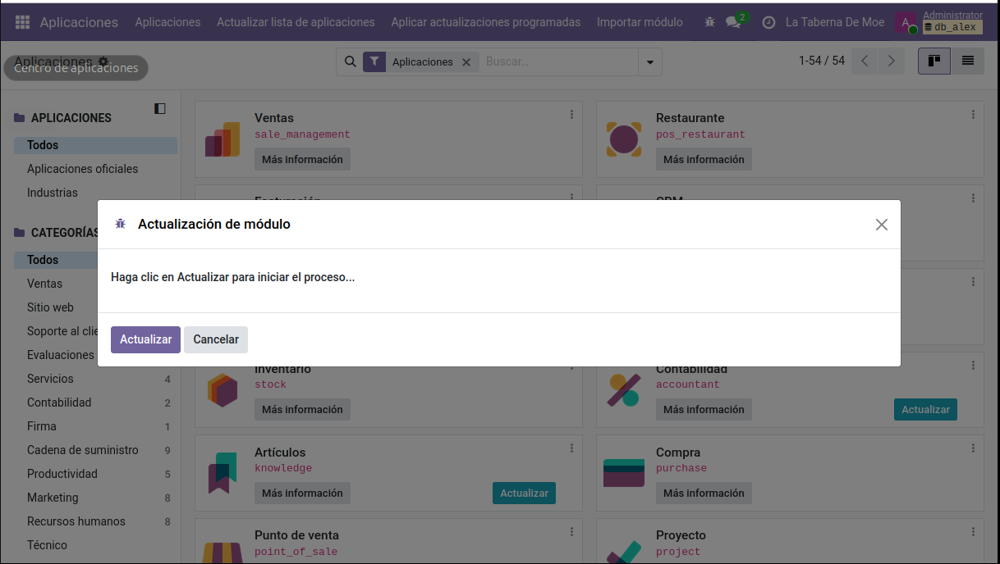 Aplicaciones
Aplicaciones
Actualizar lista de aplicaciones
Aplicar actualizaciones programadas
Importar módulo
2
La Taberna De Moe
A
Administrator
db_alex
Aplicaciones
Centro de aplicaciones
Aplicaciones
Buscar...
1-54 / 54
APLICACIONES
Todos
Aplicaciones oficiales
Industrias
CATEGORÍAS
Todos
Ventas
Sitio web
Soporte al clie
Evaluaciones
Servicios 4
Contabilidad 2
Firma 1
Cadena de suministro 9
Productividad 5
Marketing 8
Recursos humanos 8
Técnico
Ventas
sale_management
Más información
Restaurante
pos_restaurant
Más información
Facturación
CRM
Actualización de módulo
Haga clic en Actualizar para iniciar el proceso...
Actualizar
Cancelar
Inventario
stock
Más información
Contabilidad
accountant
Más información
Actualizar
Artículos
knowledge
Más información
Actualizar
Compra
purchase
Más información
Punto de venta
point_of_sale
Proyecto
project